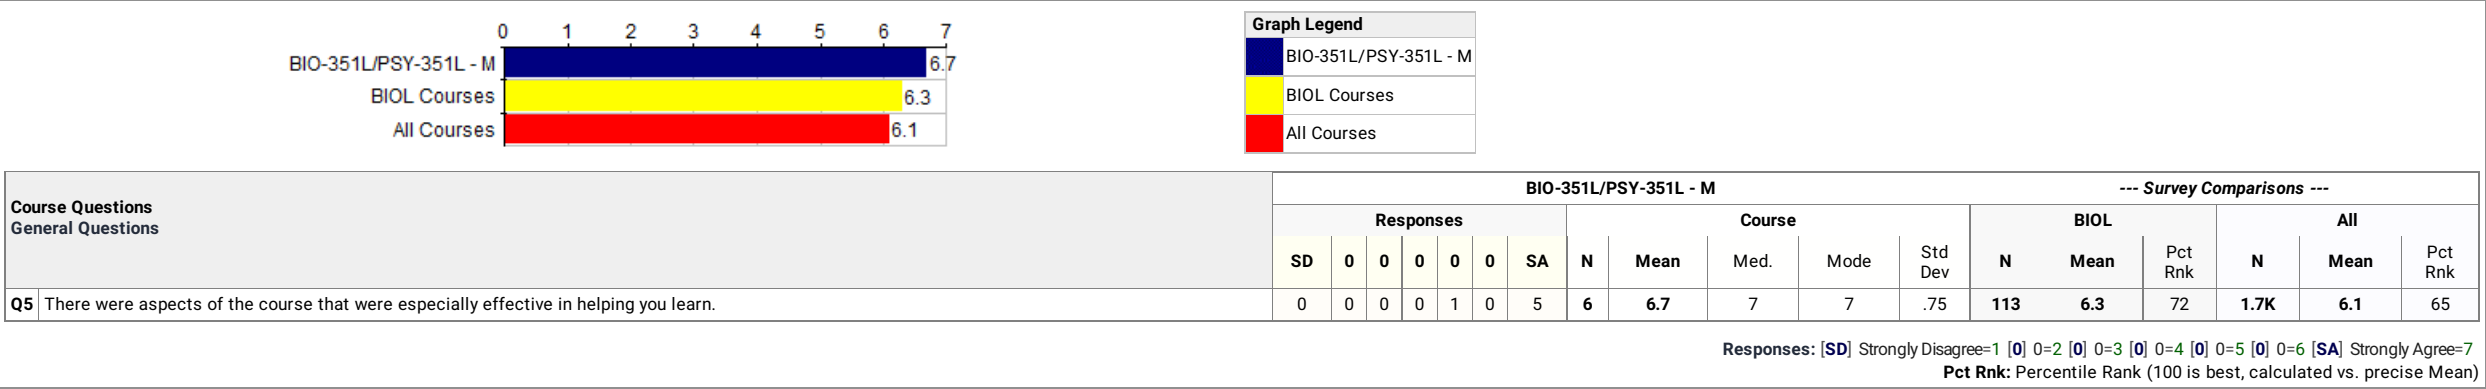 0 1 2 3 4 5 6 7
BIO-351L/PSY-351L - M 6.7
BIOL Courses 6.3
All Courses 6.1
Graph Legend
BIO-351L/PSY-351L - M
BIOL Courses
All Courses
Course Questions
General Questions
BIO-351L/PSY-351L - M --- Survey Comparisons ---
Responses Course BIOL All
SD 0 0 0 0 0 SA N Mean Med. Mode Std Dev N Mean Pct Rnk N Mean Pct Rnk
Q5 There were aspects of the course that were especially effective in helping you learn. 0 0 0 0 1 0 5 6 6.7 7 7 .75 113 6.3 72 1.7K 6.1 65
Responses: [SD] Strongly Disagree=1 [0] 0=2 [0] 0=3 [0] 0=4 [0] 0=5 [0] 0=6 [SA] Strongly Agree=7
Pct Rnk: Percentile Rank (100 is best, calculated vs. precise Mean)